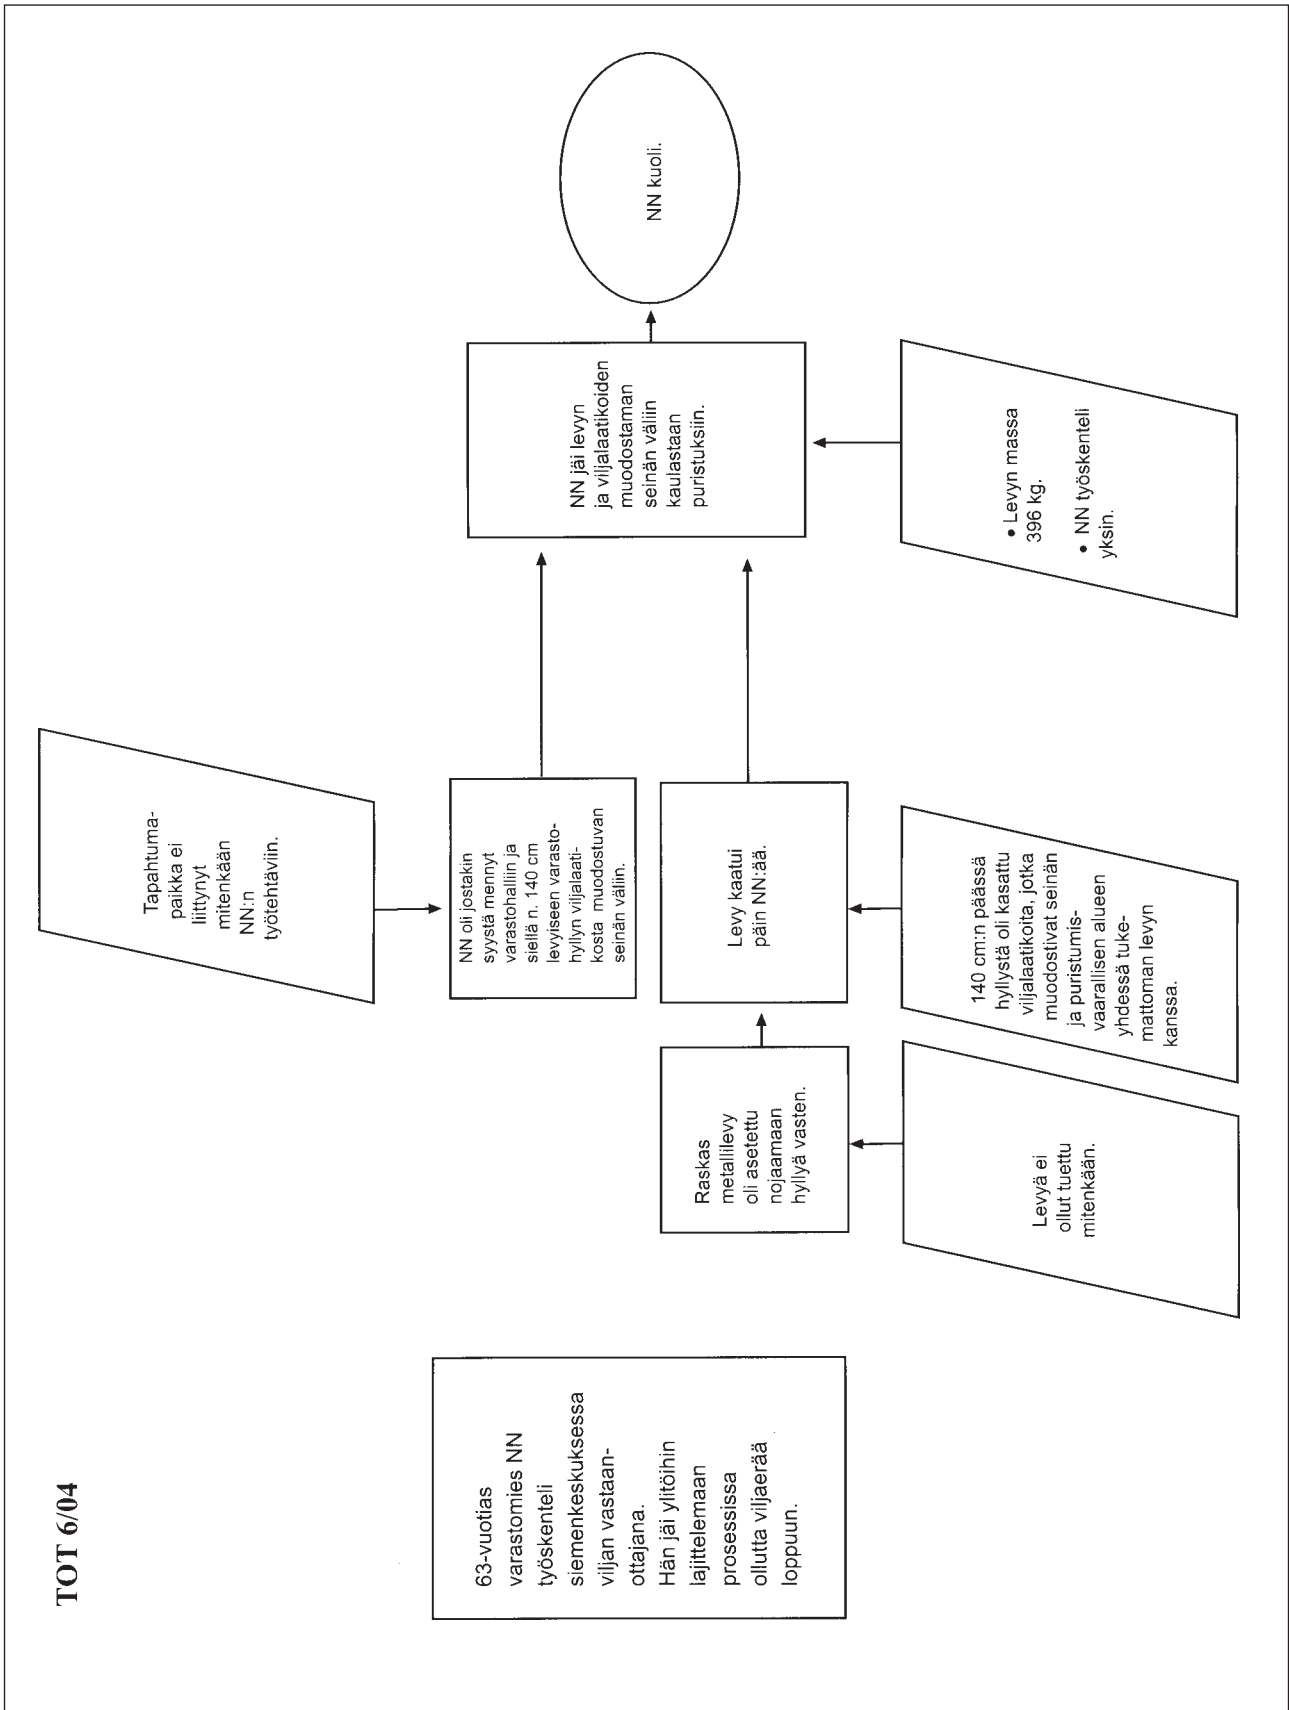 TOT 6/04
63-vuotias
varastomies NN
työskenteli
siemenkeskuksessa
viljan vastaan-
ottajana.
Hän jäi ylitöihin
lajittelemaan
prosessissa
ollutta viljaerää
loppuun.
Tapahtuma-
paikka ei
liittynyt
mitenkään
NN:n
työtehtäviin.
NN oli jostakin
syystä mennyt
varastohalliin ja
siellä n. 140 cm
levyiseen varasto-
hyllyn viljalaati-
kosta muodostuvan
seinän väliin.
Raskas
metallilevy
oli asetettu
nojaamaan
hyllyä vasten.
Levyä ei
ollut tuettu
mitenkään.
Levy kaatui
päin NN:ää.
140 cm:n päässä
hyllystä oli kasattu
viljalaatikoita, jotka
muodostivat seinän
ja puristumis-
vaarallisen alueen
yhdessä tuke-
mattoman levyn
kanssa.
NN jäi levyn
ja viljalaatikoiden
muodostaman
seinän väliin
kaulastaan
puristuksiin.
• Levyn massa
396 kg.
• NN työskenteli
yksin.
NN kuoli.